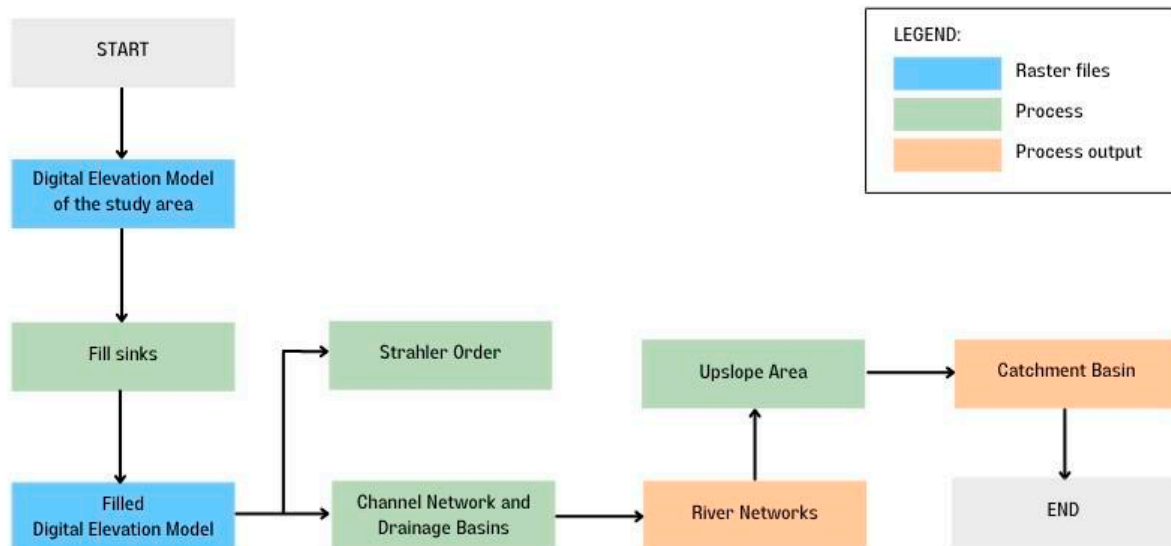 START
LEGEND:
Raster files
Process
Process output
Digital Elevation Model
of the study area
Fill sinks
Strahler Order
Upslope Area
Catchment Basin
Filled
Digital Elevation Model
Channel Network and
Drainage Basins
River Networks
END